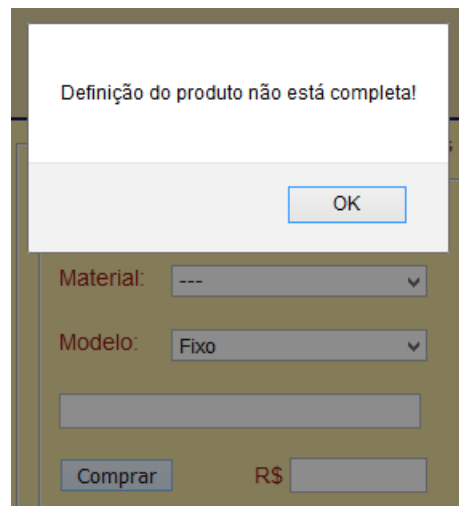 Definição do produto não está completa!
OK
Material: ---
Modelo: Fixo
Comprar R$